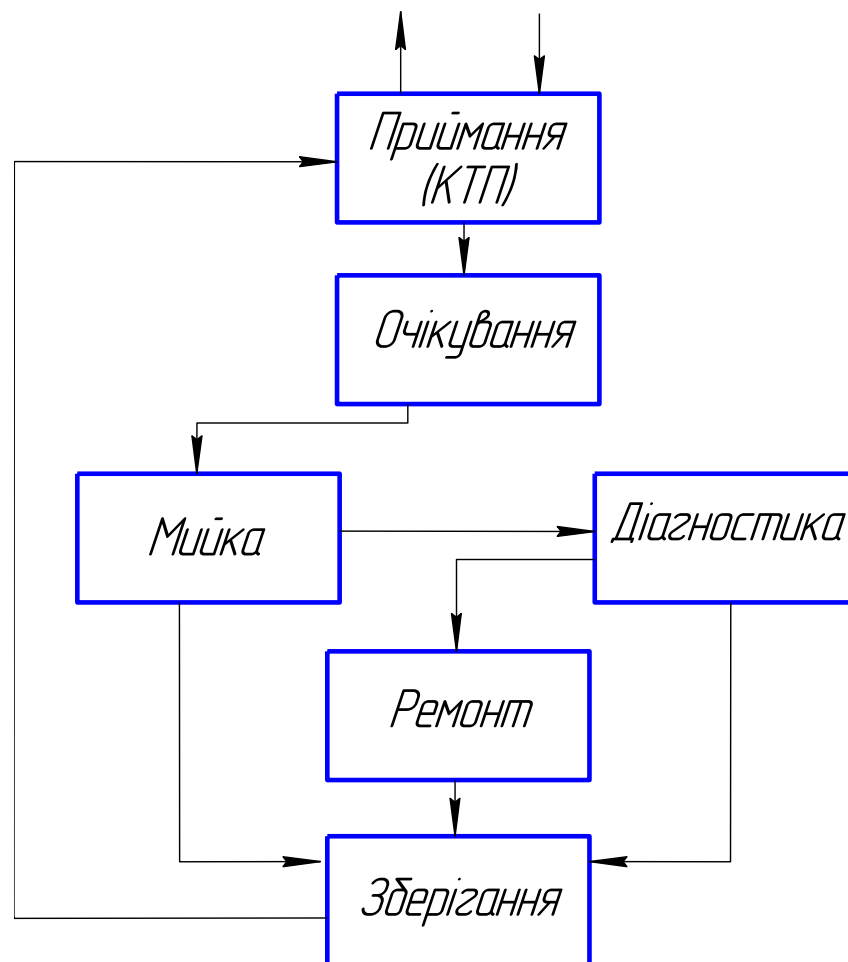 Приймання
(КТП)
Очікування
Мийка
Діагностика
Ремонт
Зберігання